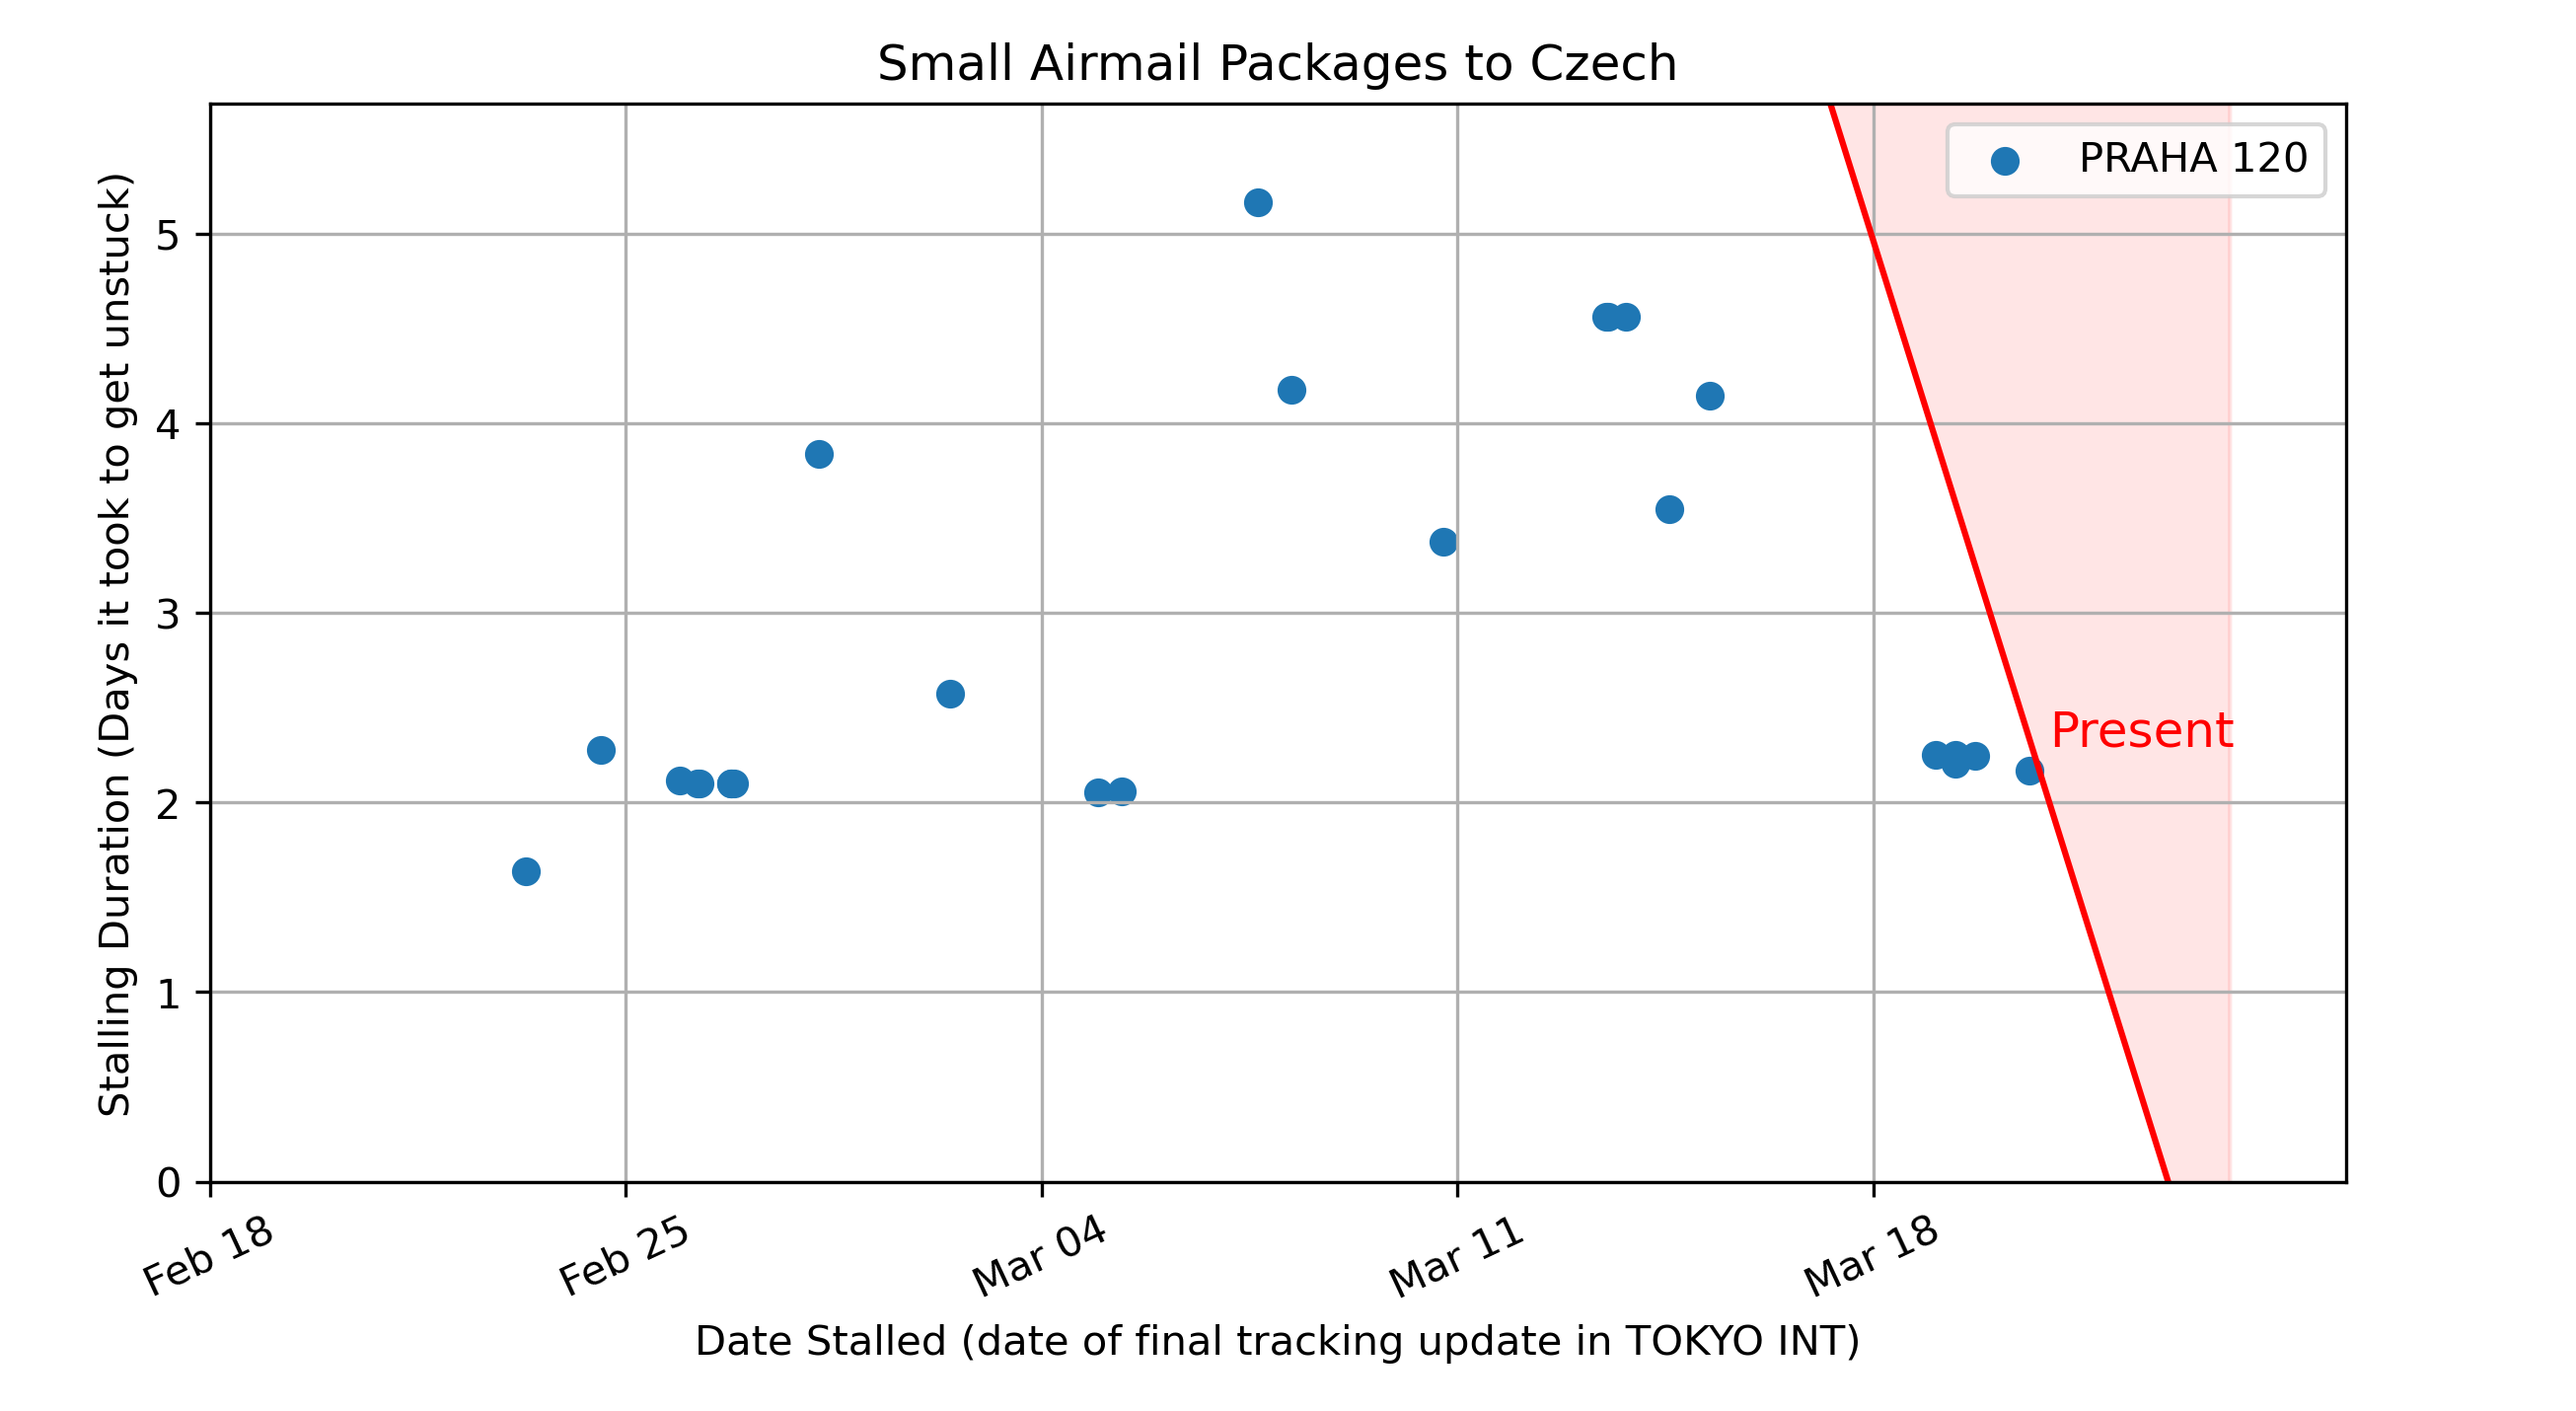 Small Airmail Packages to Czech
PRAHA 120
Stalling Duration (Days it took to get unstuck)
5
4
3
2
1
0
Present
Feb 18
Feb 25
Mar 04
Mar 11
Mar 18
Date Stalled (date of final tracking update in TOKYO INT)